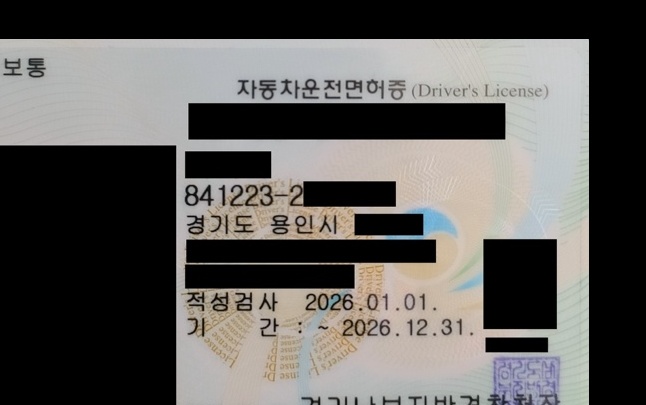 보통
자동차운전면허증 (Driver's License)
841223-2
경기도 용인시
적성검사 2026.01.01.
기 간 : ~ 2026.12.31.
경기남부지방경찰청장